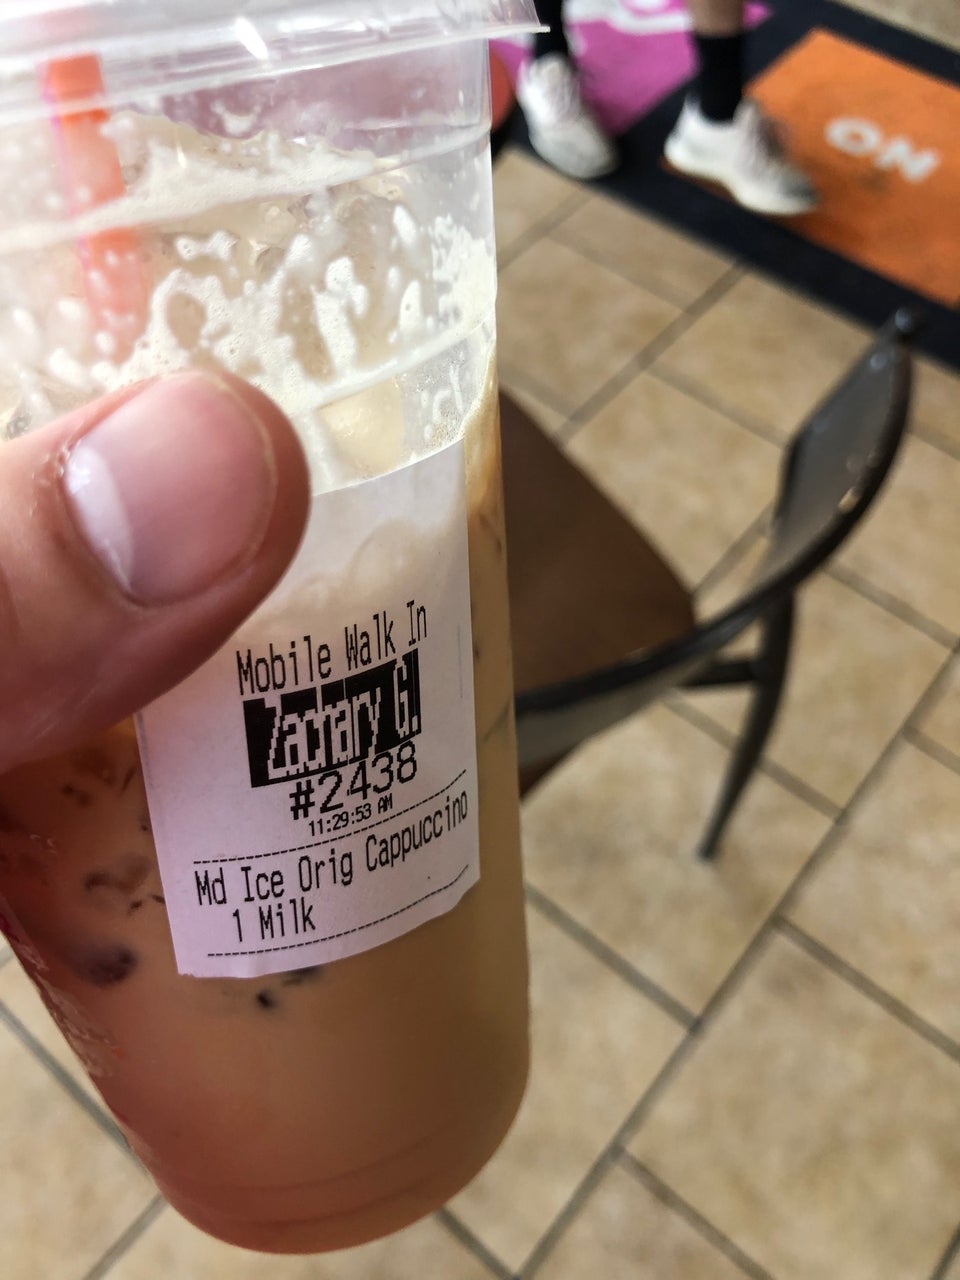 ON
Mobile Walk In
Zachary G.
#2438
11:29:53 AM
Md Ice Orig Cappuccino
1 Milk